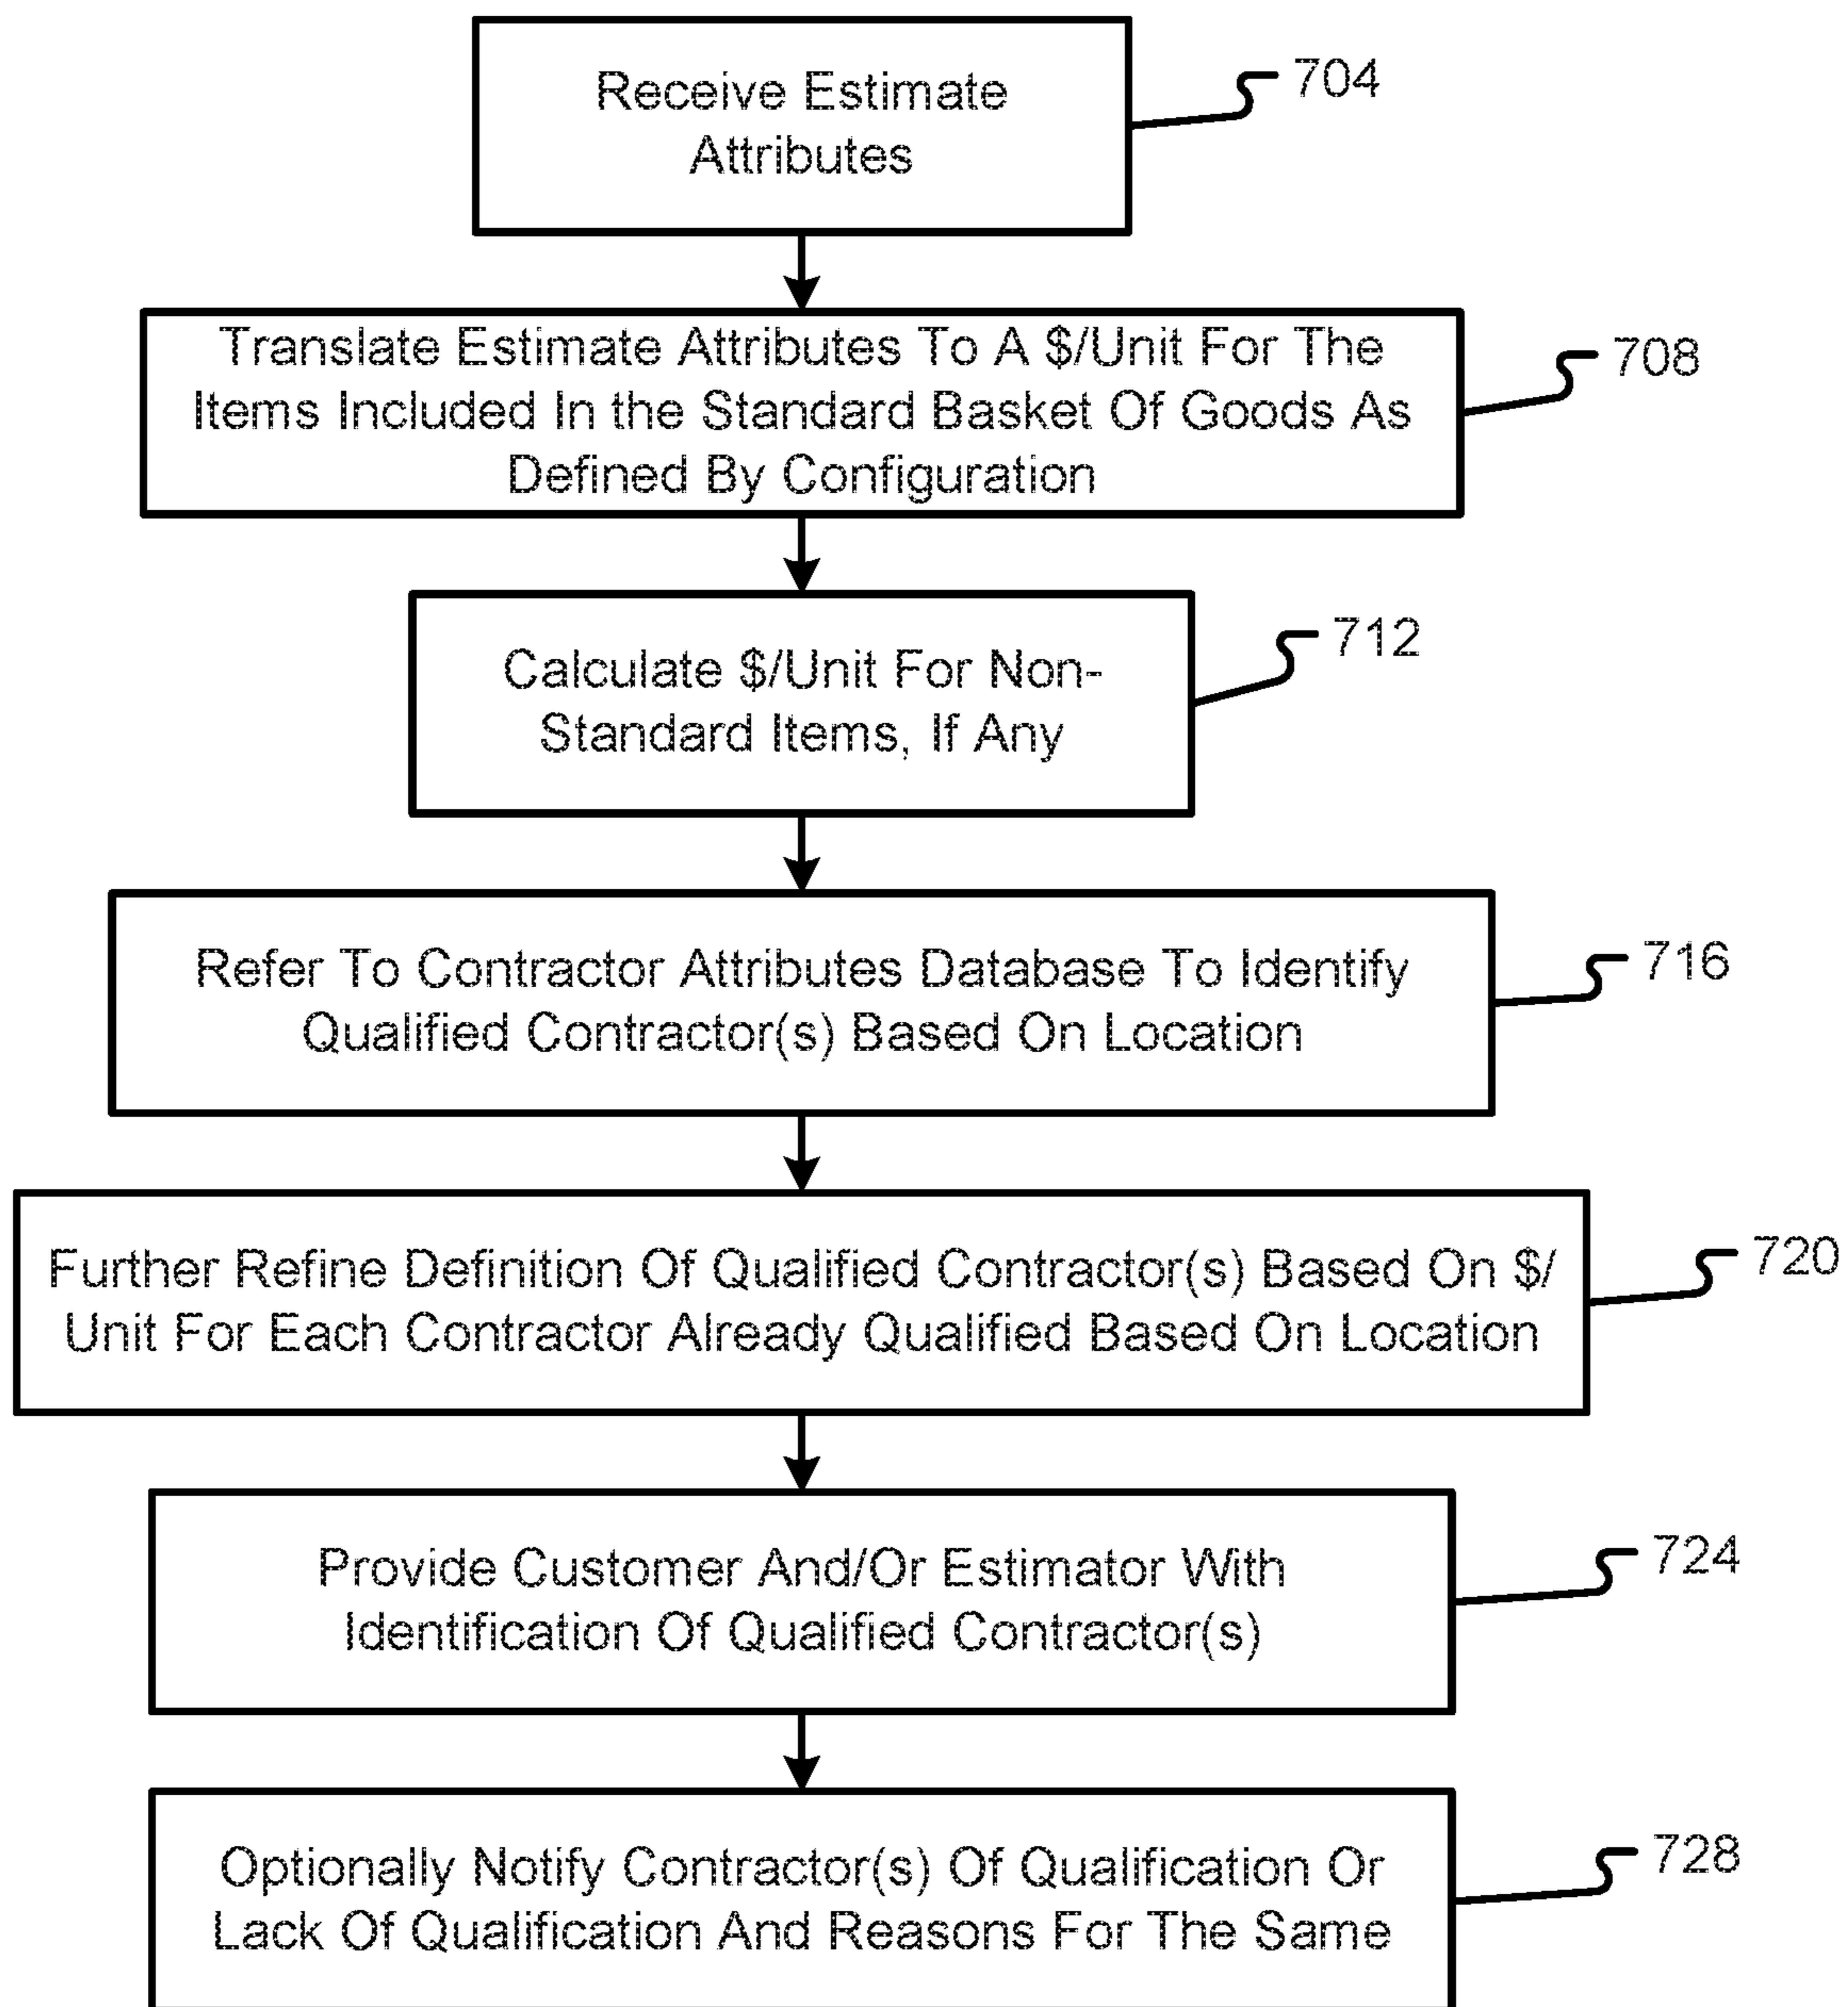 Receive Estimate
Attributes
704
Translate Estimate Attributes To A $/Unit For The
Items Included In the Standard Basket Of Goods As
Defined By Configuration
708
Calculate $/Unit For Non-
Standard Items, If Any
712
Refer To Contractor Attributes Database To Identify
Qualified Contractor(s) Based On Location
716
Further Refine Definition Of Qualified Contractor(s) Based On $/
Unit For Each Contractor Already Qualified Based On Location
720
Provide Customer And/Or Estimator With
Identification Of Qualified Contractor(s)
724
Optionally Notify Contractor(s) Of Qualification Or
Lack Of Qualification And Reasons For The Same
728